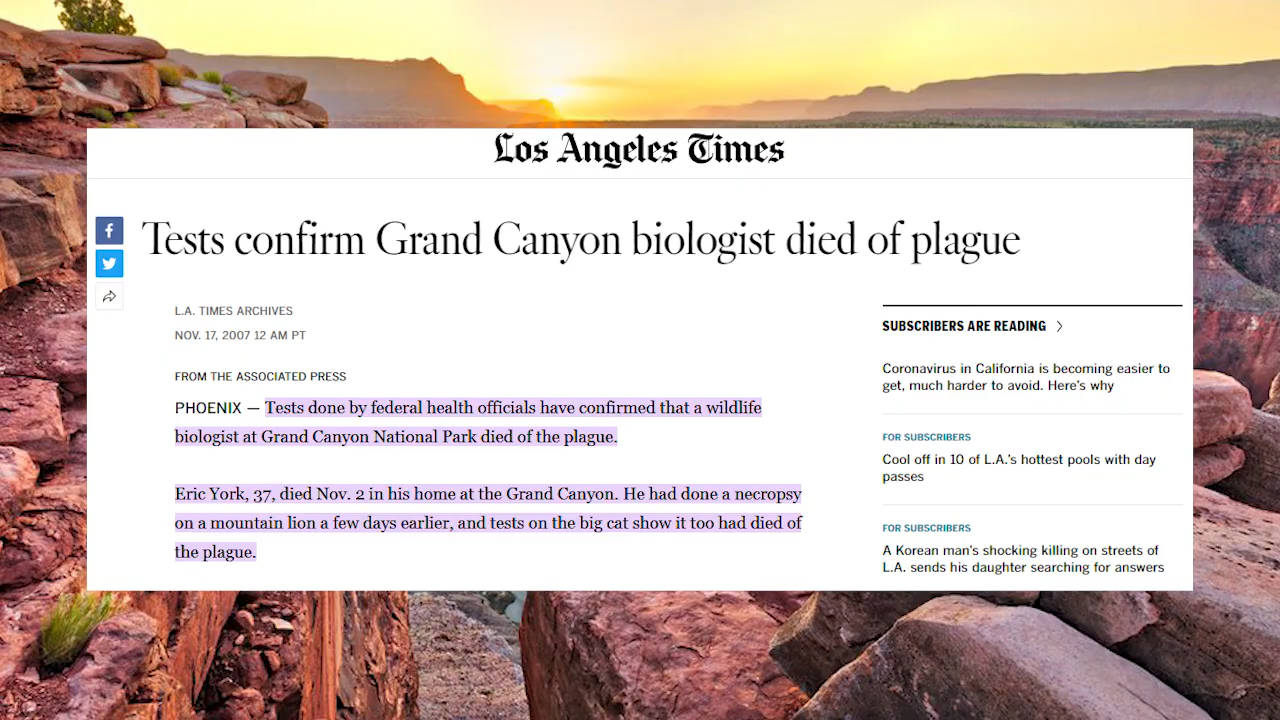 Los Angeles Times
Tests confirm Grand Canyon biologist died of plague
L.A. TIMES ARCHIVES
NOV. 17, 2007 12 AM PT
FROM THE ASSOCIATED PRESS
PHOENIX — Tests done by federal health officials have confirmed that a wildlife
biologist at Grand Canyon National Park died of the plague.
Eric York, 37, died Nov. 2 in his home at the Grand Canyon. He had done a necropsy
on a mountain lion a few days earlier, and tests on the big cat show it too had died of
the plague.
SUBSCRIBERS ARE READING
Coronavirus in California is becoming easier to
get, much harder to avoid. Here's why
FOR SUBSCRIBERS
Cool off in 10 of L.A.'s hottest pools with day
passes
FOR SUBSCRIBERS
A Korean man's shocking killing on streets of
L.A. sends his daughter searching for answers